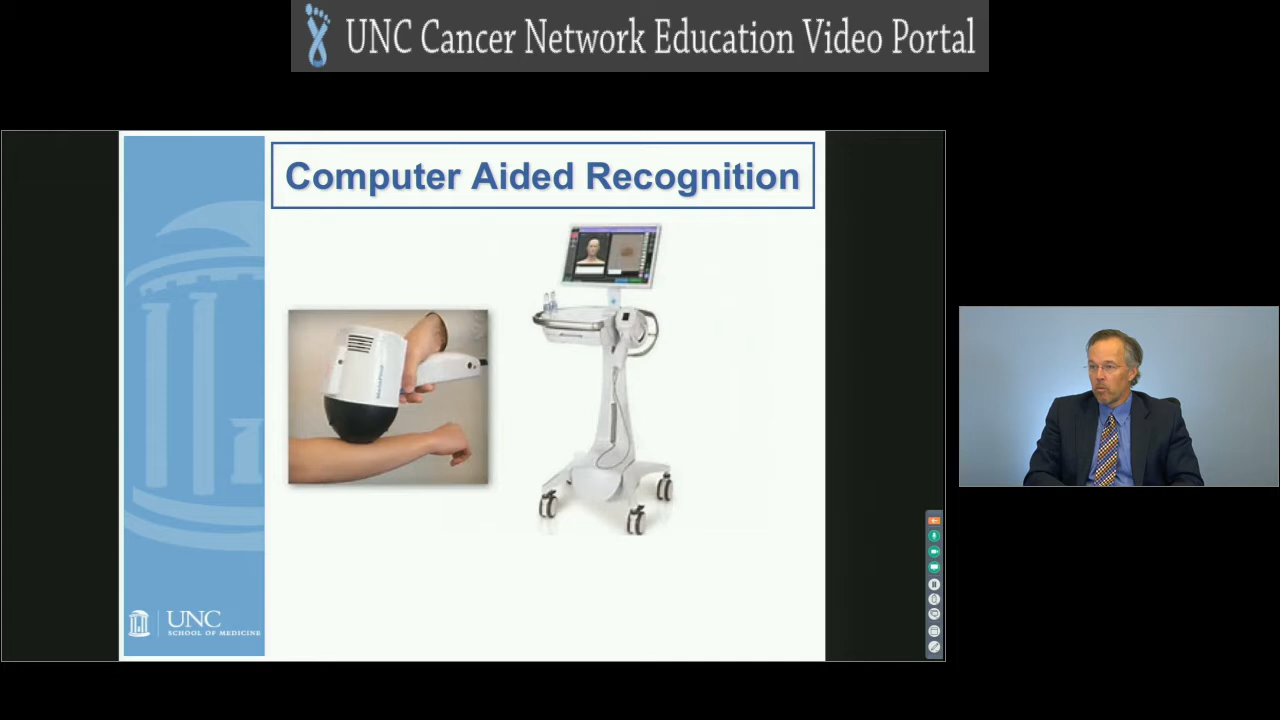 UNC Cancer Network Education Video Portal
Computer Aided Recognition
UNC
SCHOOL OF MEDICINE